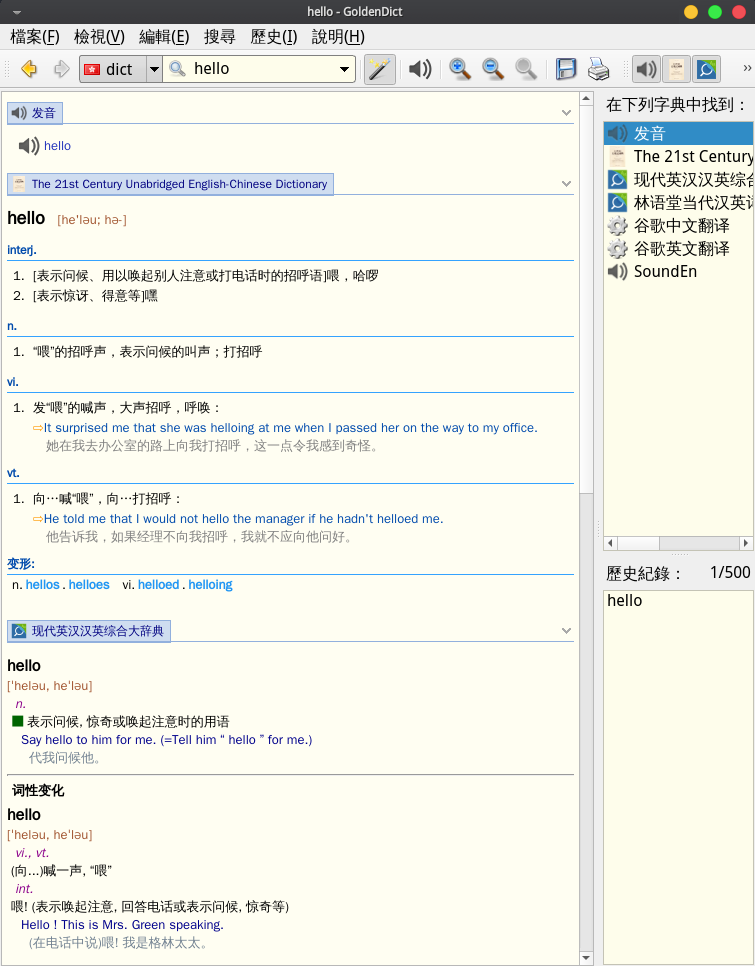 hello - GoldenDict
檔案(F) 檢視(V) 編輯(E) 搜尋 歷史(I) 說明(H)
dict hello
发音
hello
The 21st Century Unabridged English-Chinese Dictionary
hello [he'ləu; hə-]
interj.
1. [表示问候、用以唤起别人注意或打电话时的招呼语]喂，哈啰
2. [表示惊讶、得意等]嘿
n.
1. “喂”的招呼声，表示问候的叫声；打招呼
vi.
1. 发“喂”的喊声，大声招呼，呼唤：
⇨It surprised me that she was helloing at me when I passed her on the way to my office.
她在我去办公室的路上向我打招呼，这一点令我感到奇怪。
vt.
1. 向…喊“喂”，向…打招呼：
⇨He told me that I would not hello the manager if he hadn't helloed me.
他告诉我，如果经理不向我招呼，我就不应向他问好。
变形:
n. hellos . helloes vi. helloed . helloing
现代英汉汉英综合大辞典
hello
[ˈheləu, heˈləu]
n.
表示问候, 惊奇或唤起注意时的用语
Say hello to him for me. (=Tell him “ hello ” for me.)
代我问候他。
词性变化
hello
[ˈheləu, heˈləu]
vi., vt.
(向...)喊一声, “喂”
int.
喂! (表示唤起注意, 回答电话或表示问候, 惊奇等)
Hello ! This is Mrs. Green speaking.
(在电话中说)喂! 我是格林太太。
在下列字典中找到：
发音
The 21st Century
现代英汉汉英综合
林语堂当代汉英词
谷歌中文翻译
谷歌英文翻译
SoundEn
歷史紀錄： 1/500
hello